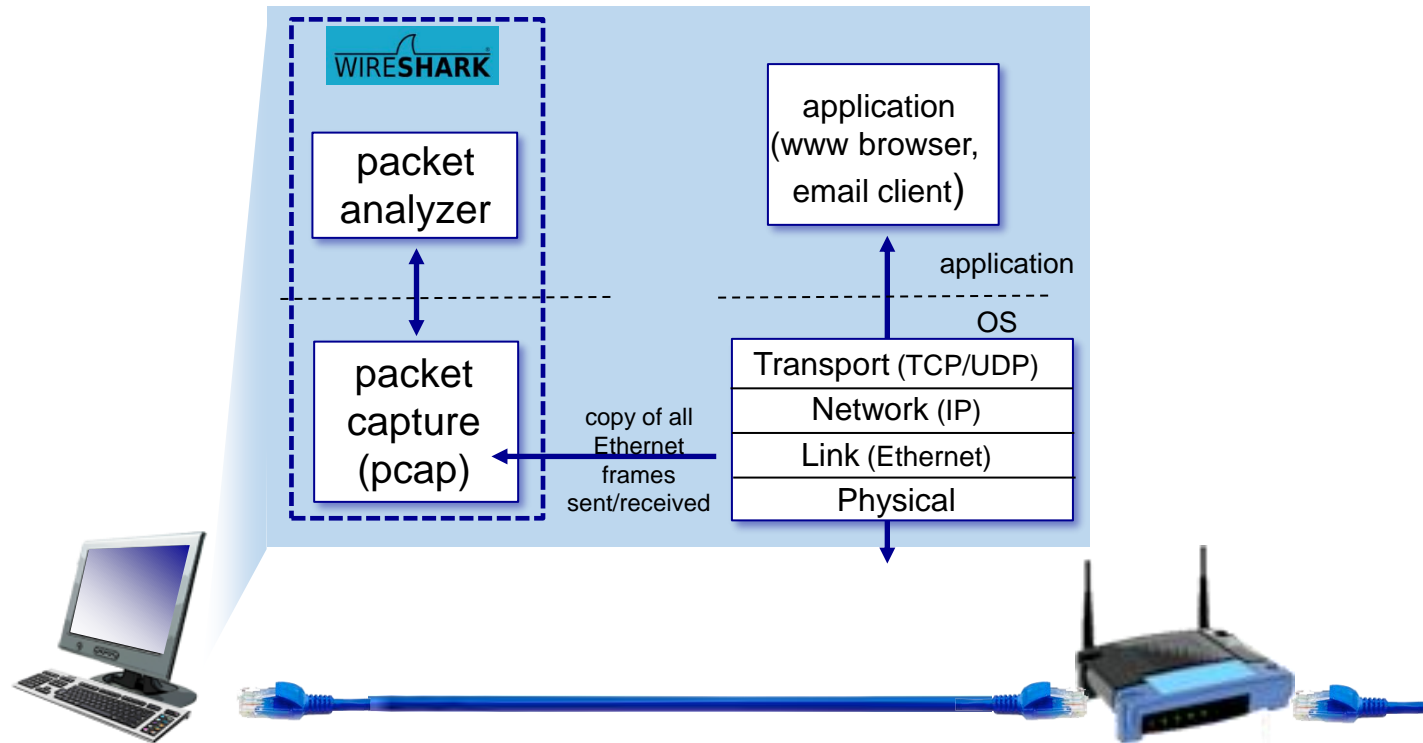 WIRESHARK
packet
analyzer
packet
capture
(pcap)
copy of all
Ethernet
frames
sent/received
application
(www browser,
email client)
application
OS
Transport (TCP/UDP)
Network (IP)
Link (Ethernet)
Physical